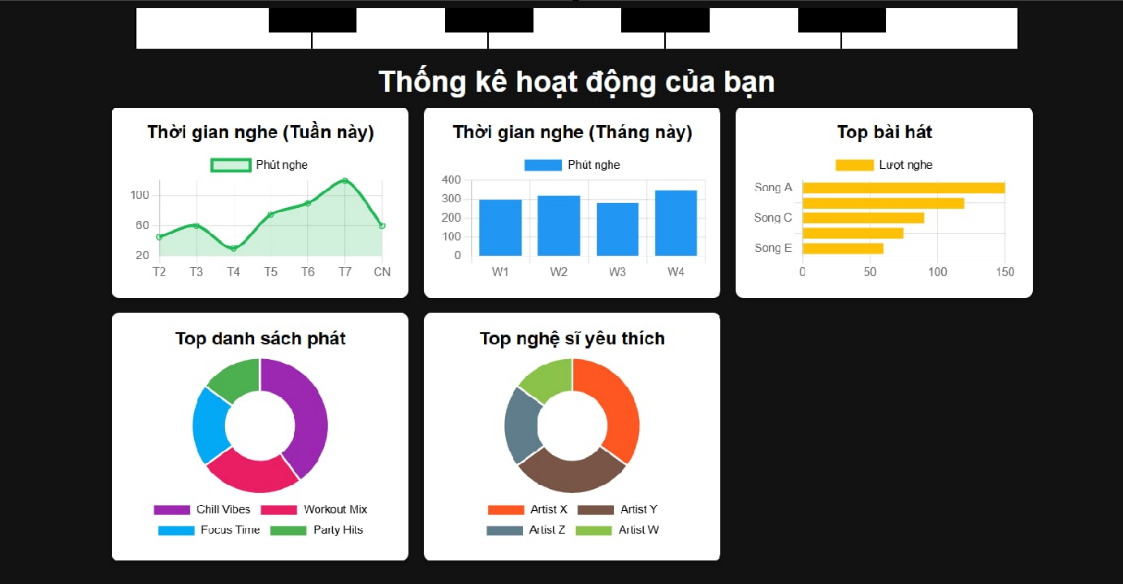 Thống kê hoạt động của bạn
Thời gian nghe (Tuần này)
Phút nghe
100
60
20
T2 T3 T4 T5 T6 T7 CN
Thời gian nghe (Tháng này)
Phút nghe
400
300
200
100
0
W1 W2 W3 W4
Top bài hát
Lượt nghe
Song A
Song C
Song E
0 50 100 150
Top danh sách phát
Chill Vibes Workout Mix
Focus Time Party Hits
Top nghệ sĩ yêu thích
Artist X Artist Y
Artist Z Artist W